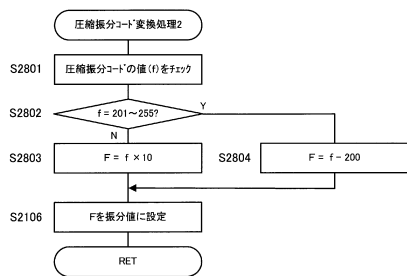 圧縮振分コード変換処理2
S2801
圧縮振分コードの値(f)をチェック
S2802
f = 201～255?
Y
N
S2803
F = f × 10
S2804
F = f - 200
S2106
Fを振分値に設定
RET